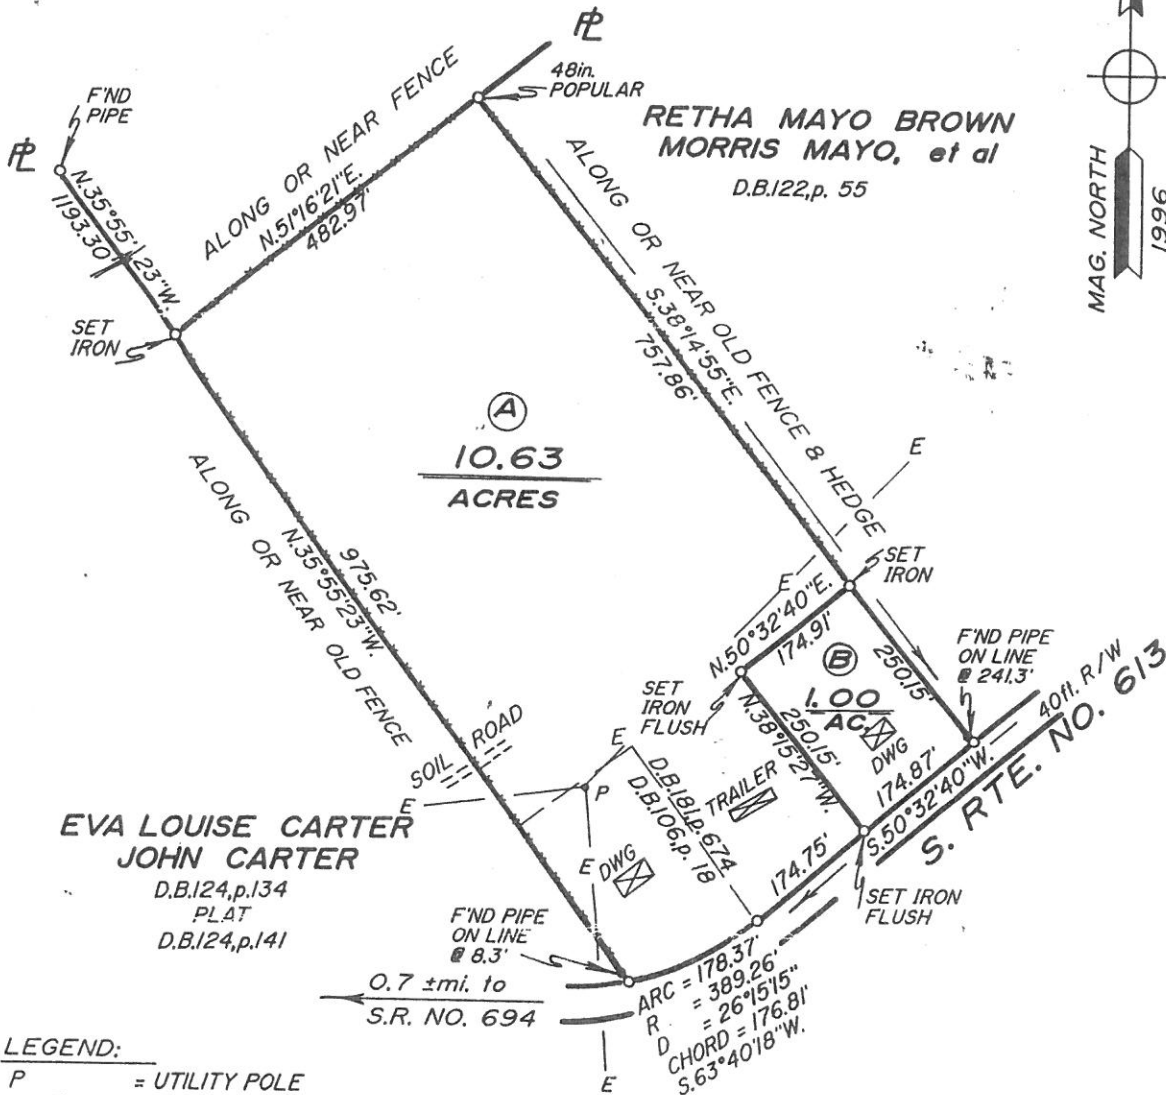 P̲L
48in.
POPULAR
F'ND
PIPE
PL
ALONG OR NEAR FENCE
N.51°16'21"E.
482.97'
RETHA MAYO BROWN
MORRIS MAYO, et al
D.B.122,p. 55
MAG. NORTH
1996
N.35°55'23"W.
1193.30'
SET
IRON
ALONG OR NEAR OLD FENCE & HEDGE
S.38°14'55"E.
757.86'
A
10.63
ACRES
ALONG OR NEAR OLD FENCE
N.35°55'23"W.
975.62'
E
E
SET
IRON
N.50°32'40"E.
174.91'
B
1.00
AC.
DWG
250.15'
F'ND PIPE
ON LINE
@ 241.3'
40ft. R/W
S. RTE. NO. 613
SET
IRON
FLUSH
N.38°15'27"W.
250.15'
174.87'
S.50°32'40"W.
SOIL ROAD
E
E
P
D.B.181,p.674
D.B.106,p. 18
TRAILER
EVA LOUISE CARTER
JOHN CARTER
D.B.124,p.134
PLAT
D.B.124,p.141
E
DWG
174.75'
SET IRON
FLUSH
F'ND PIPE
ON LINE
@ 8.3'
0.7 ±mi. to
S.R. NO. 694
ARC = 178.37'
R = 389.26'
D = 26°15'15"
CHORD = 176.81'
S.63°40'18"W.
E
LEGEND:
P = UTILITY POLE